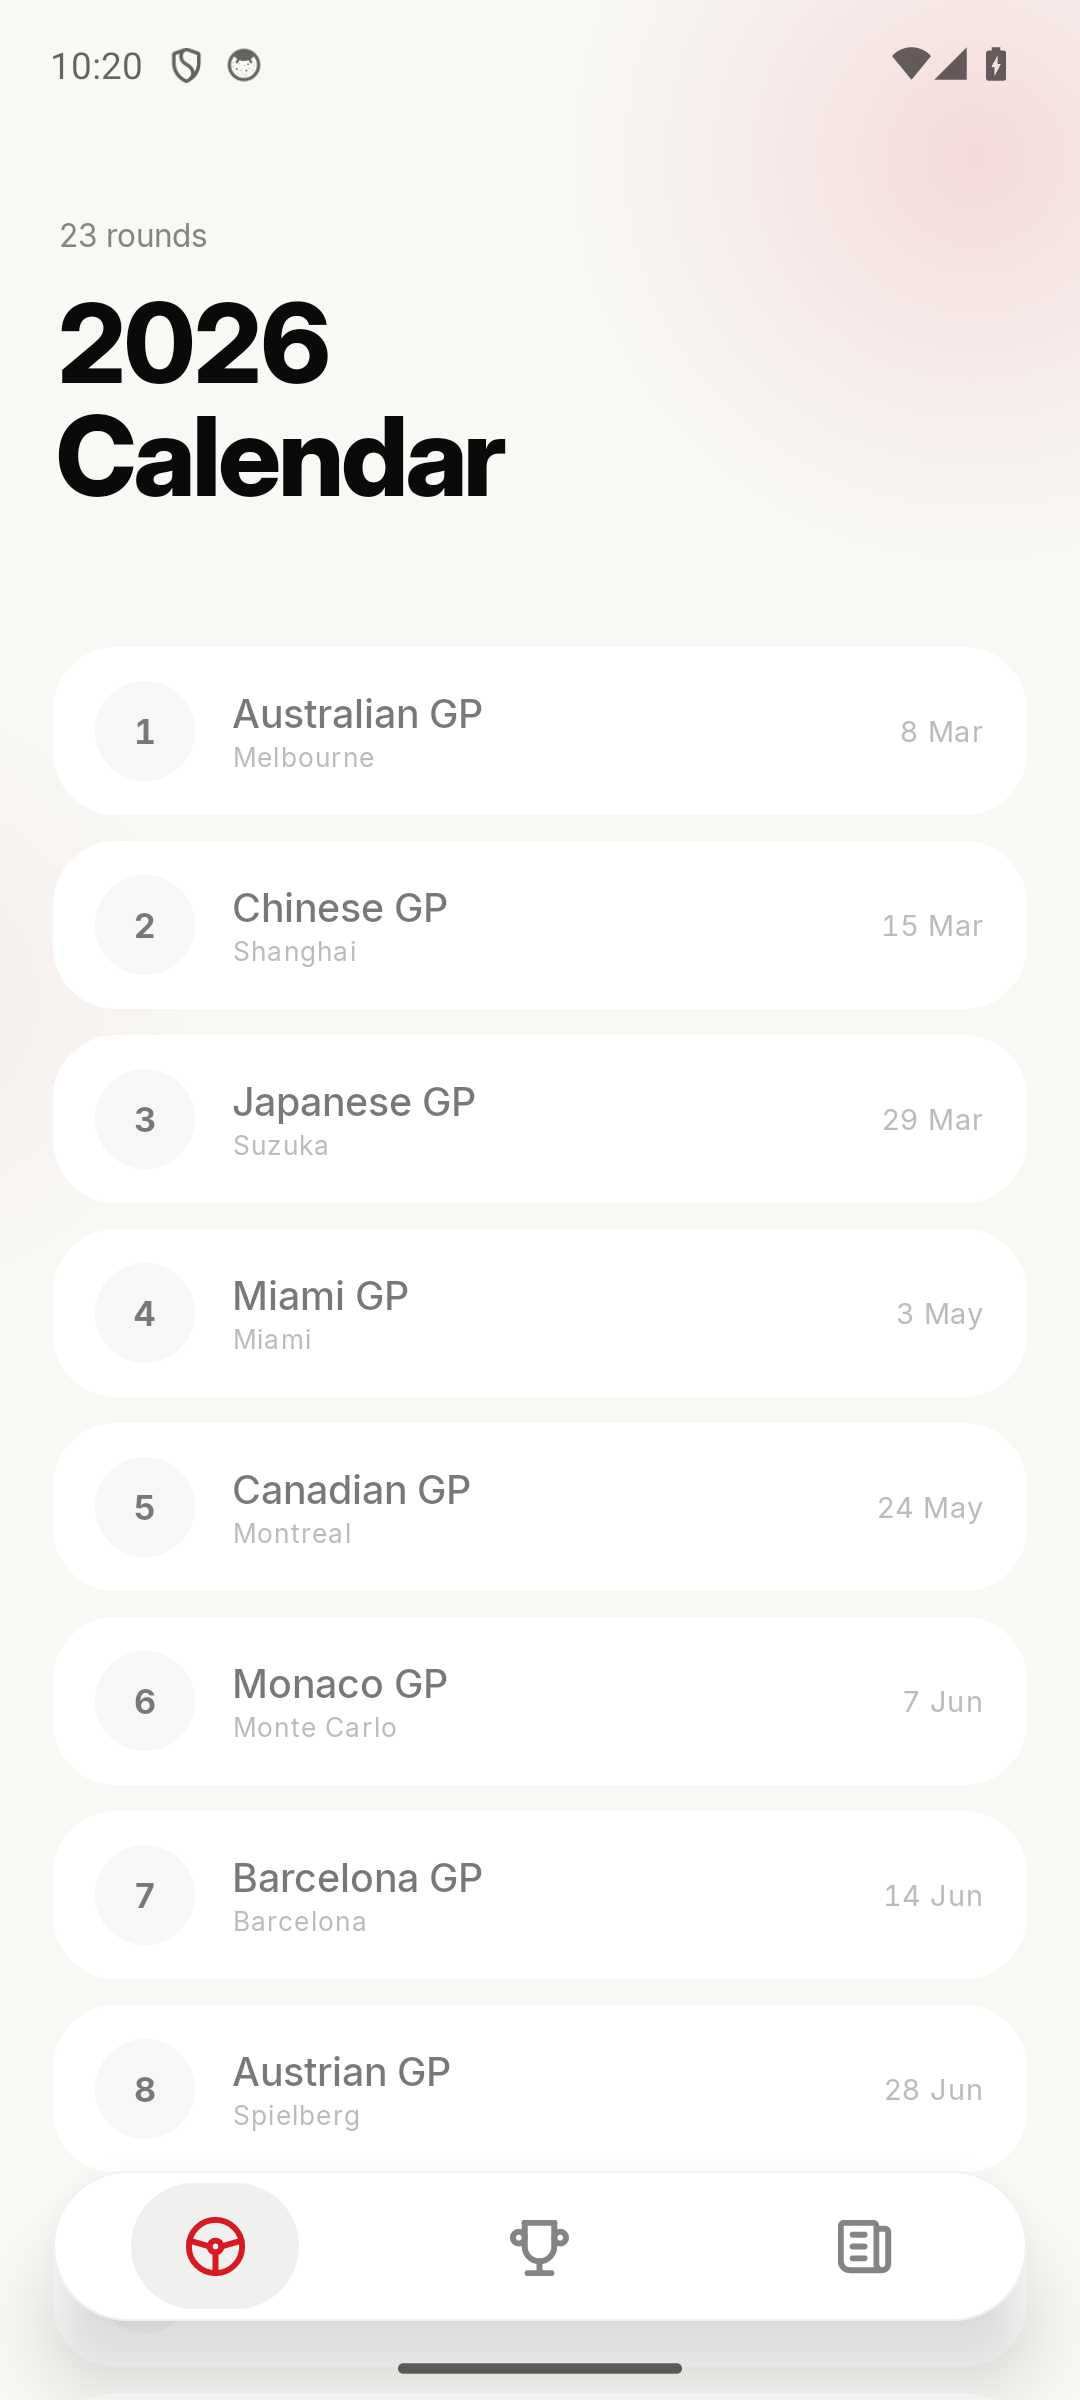 10:20
23 rounds
2026
Calendar
1
Australian GP
Melbourne
8 Mar
2
Chinese GP
Shanghai
15 Mar
3
Japanese GP
Suzuka
29 Mar
4
Miami GP
Miami
3 May
5
Canadian GP
Montreal
24 May
6
Monaco GP
Monte Carlo
7 Jun
7
Barcelona GP
Barcelona
14 Jun
8
Austrian GP
Spielberg
28 Jun